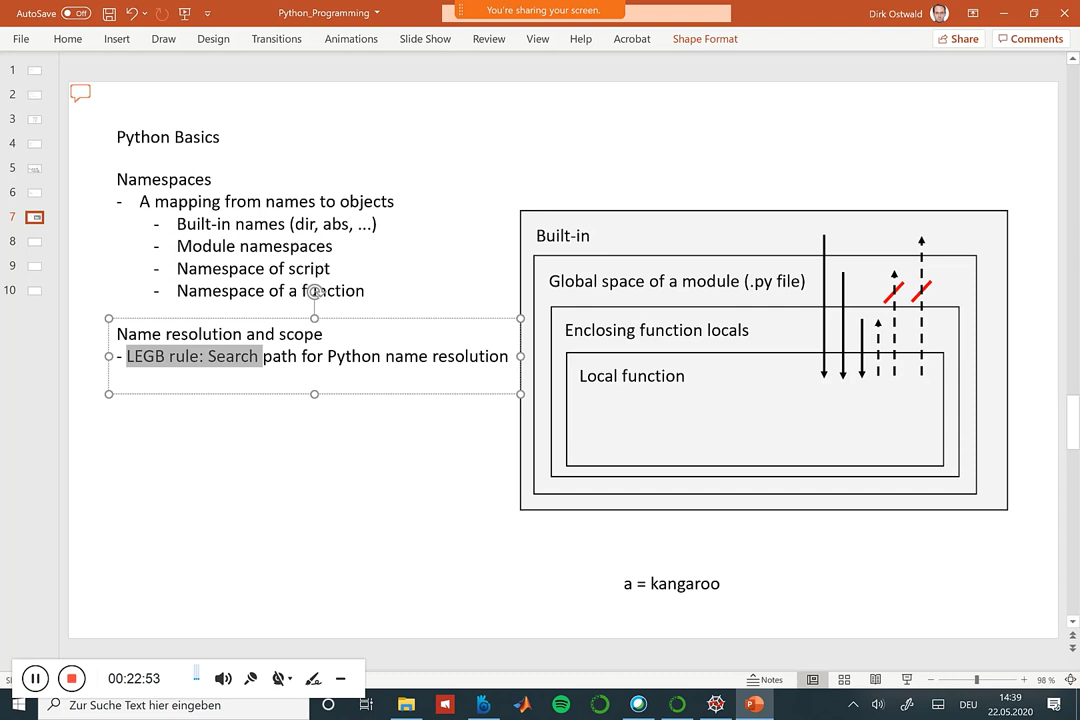 AutoSave Off Python_Programming You're sharing your screen. Dirk Ostwald
File Home Insert Draw Design Transitions Animations Slide Show Review View Help Acrobat Shape Format Share Comments
1
2
3
4
5
6
7
8
9
10
Python Basics
Namespaces
- A mapping from names to objects
- Built-in names (dir, abs, ...)
- Module namespaces
- Namespace of script
- Namespace of a function
Name resolution and scope
- LEGB rule: Search path for Python name resolution
Built-in
Global space of a module (.py file)
Enclosing function locals
Local function
a = kangaroo
00:22:53
Notes 98 %
Zur Suche Text hier eingeben
DEU
14:39
22.05.2020